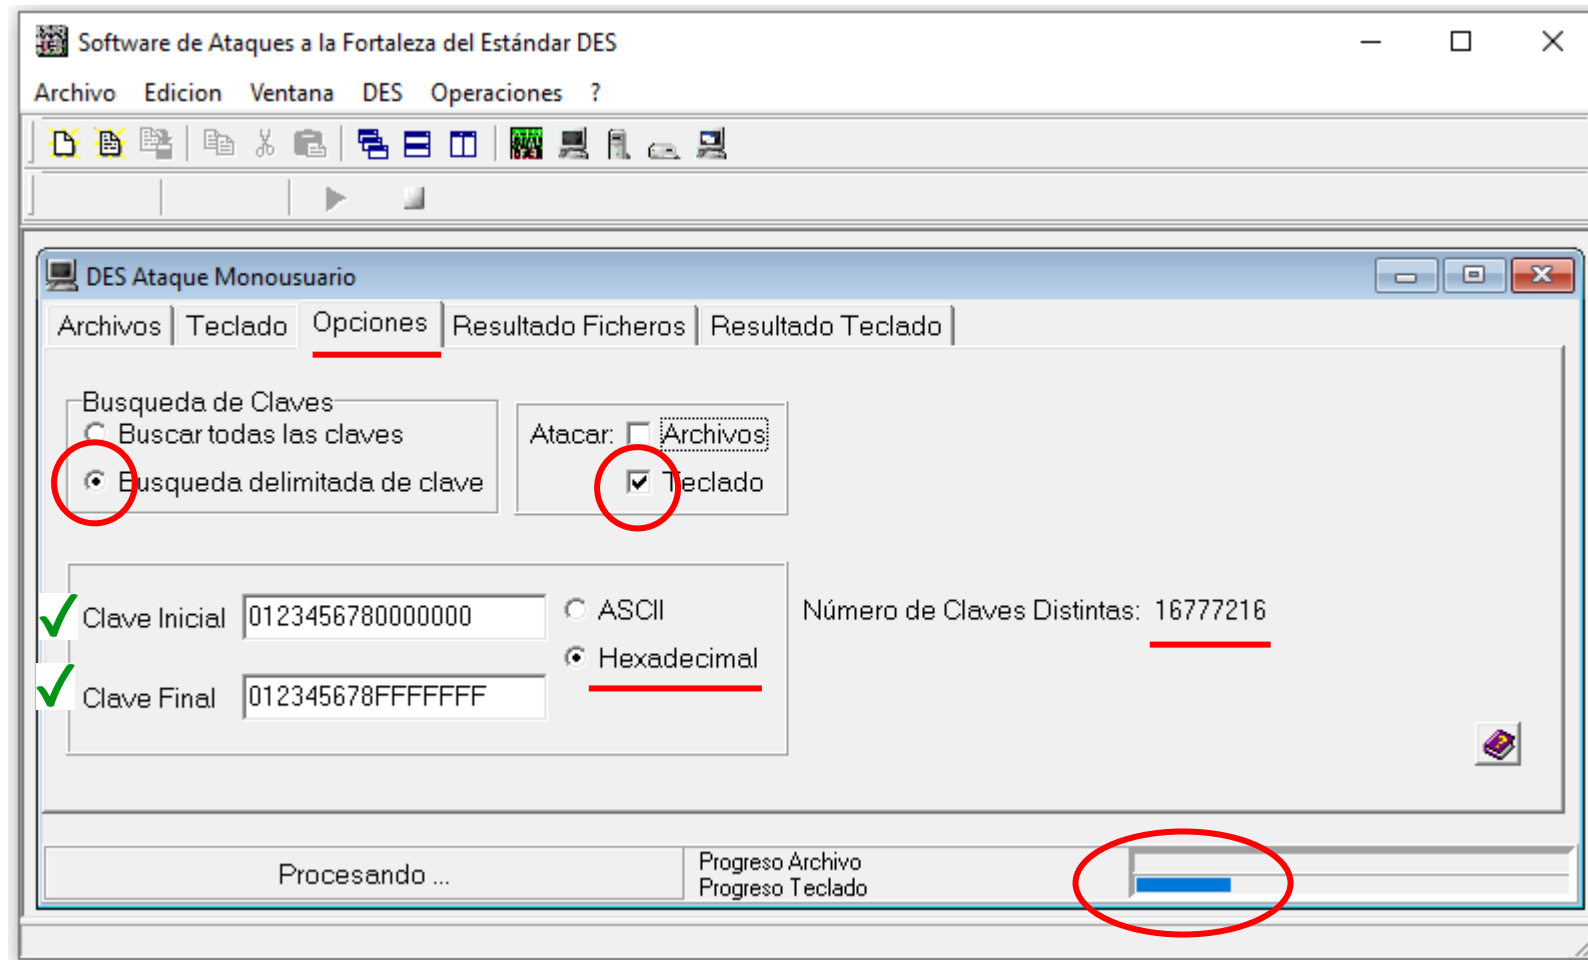 Software de Ataques a la Fortaleza del Estándar DES
Archivo Edicion Ventana DES Operaciones ?
DES Ataque Monousuario
Archivos Teclado Opciones Resultado Ficheros Resultado Teclado
Busqueda de Claves
Buscar todas las claves
Busqueda delimitada de clave
Atacar: Archivos
Teclado
Clave Inicial 0123456780000000
ASCII
Número de Claves Distintas: 16777216
Hexadecimal
Clave Final 012345678FFFFFFF
Procesando ...
Progreso Archivo
Progreso Teclado